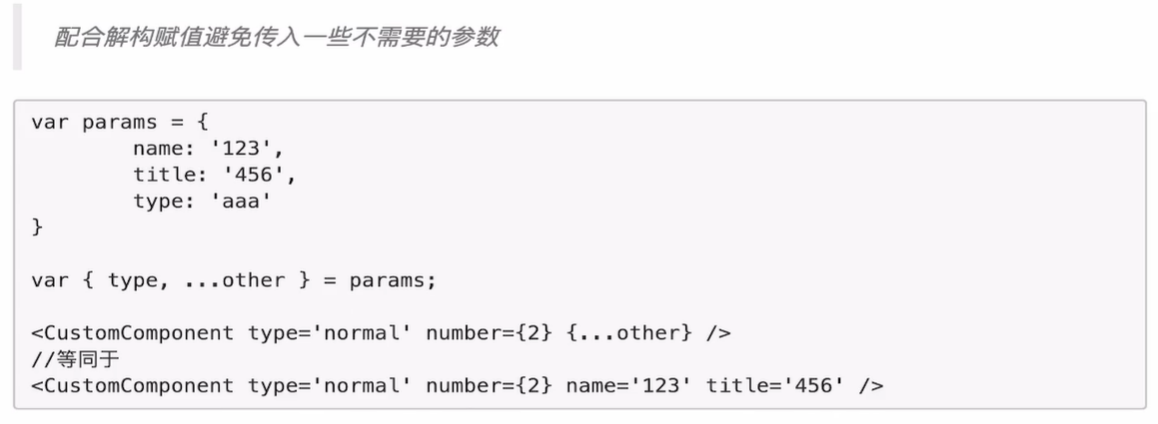 配合解构赋值避免传入一些不需要的参数
var params = {
        name: '123',
        title: '456',
        type: 'aaa'
}
var { type, ...other } = params;
<CustomComponent type='normal' number={2} {...other} />
//等同于
<CustomComponent type='normal' number={2} name='123' title='456' />